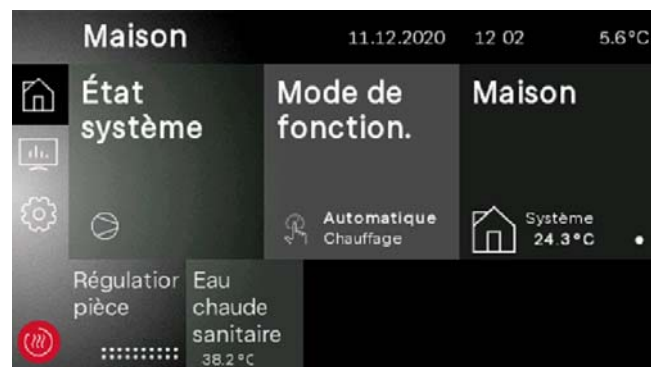 Maison 11.12.2020 12 02 5.6°C
État
système
Mode de
fonction.
Automatique
Chauffage
Maison
Système
24.3°C
Régulation
pièce
Eau
chaude
sanitaire
38.2°C